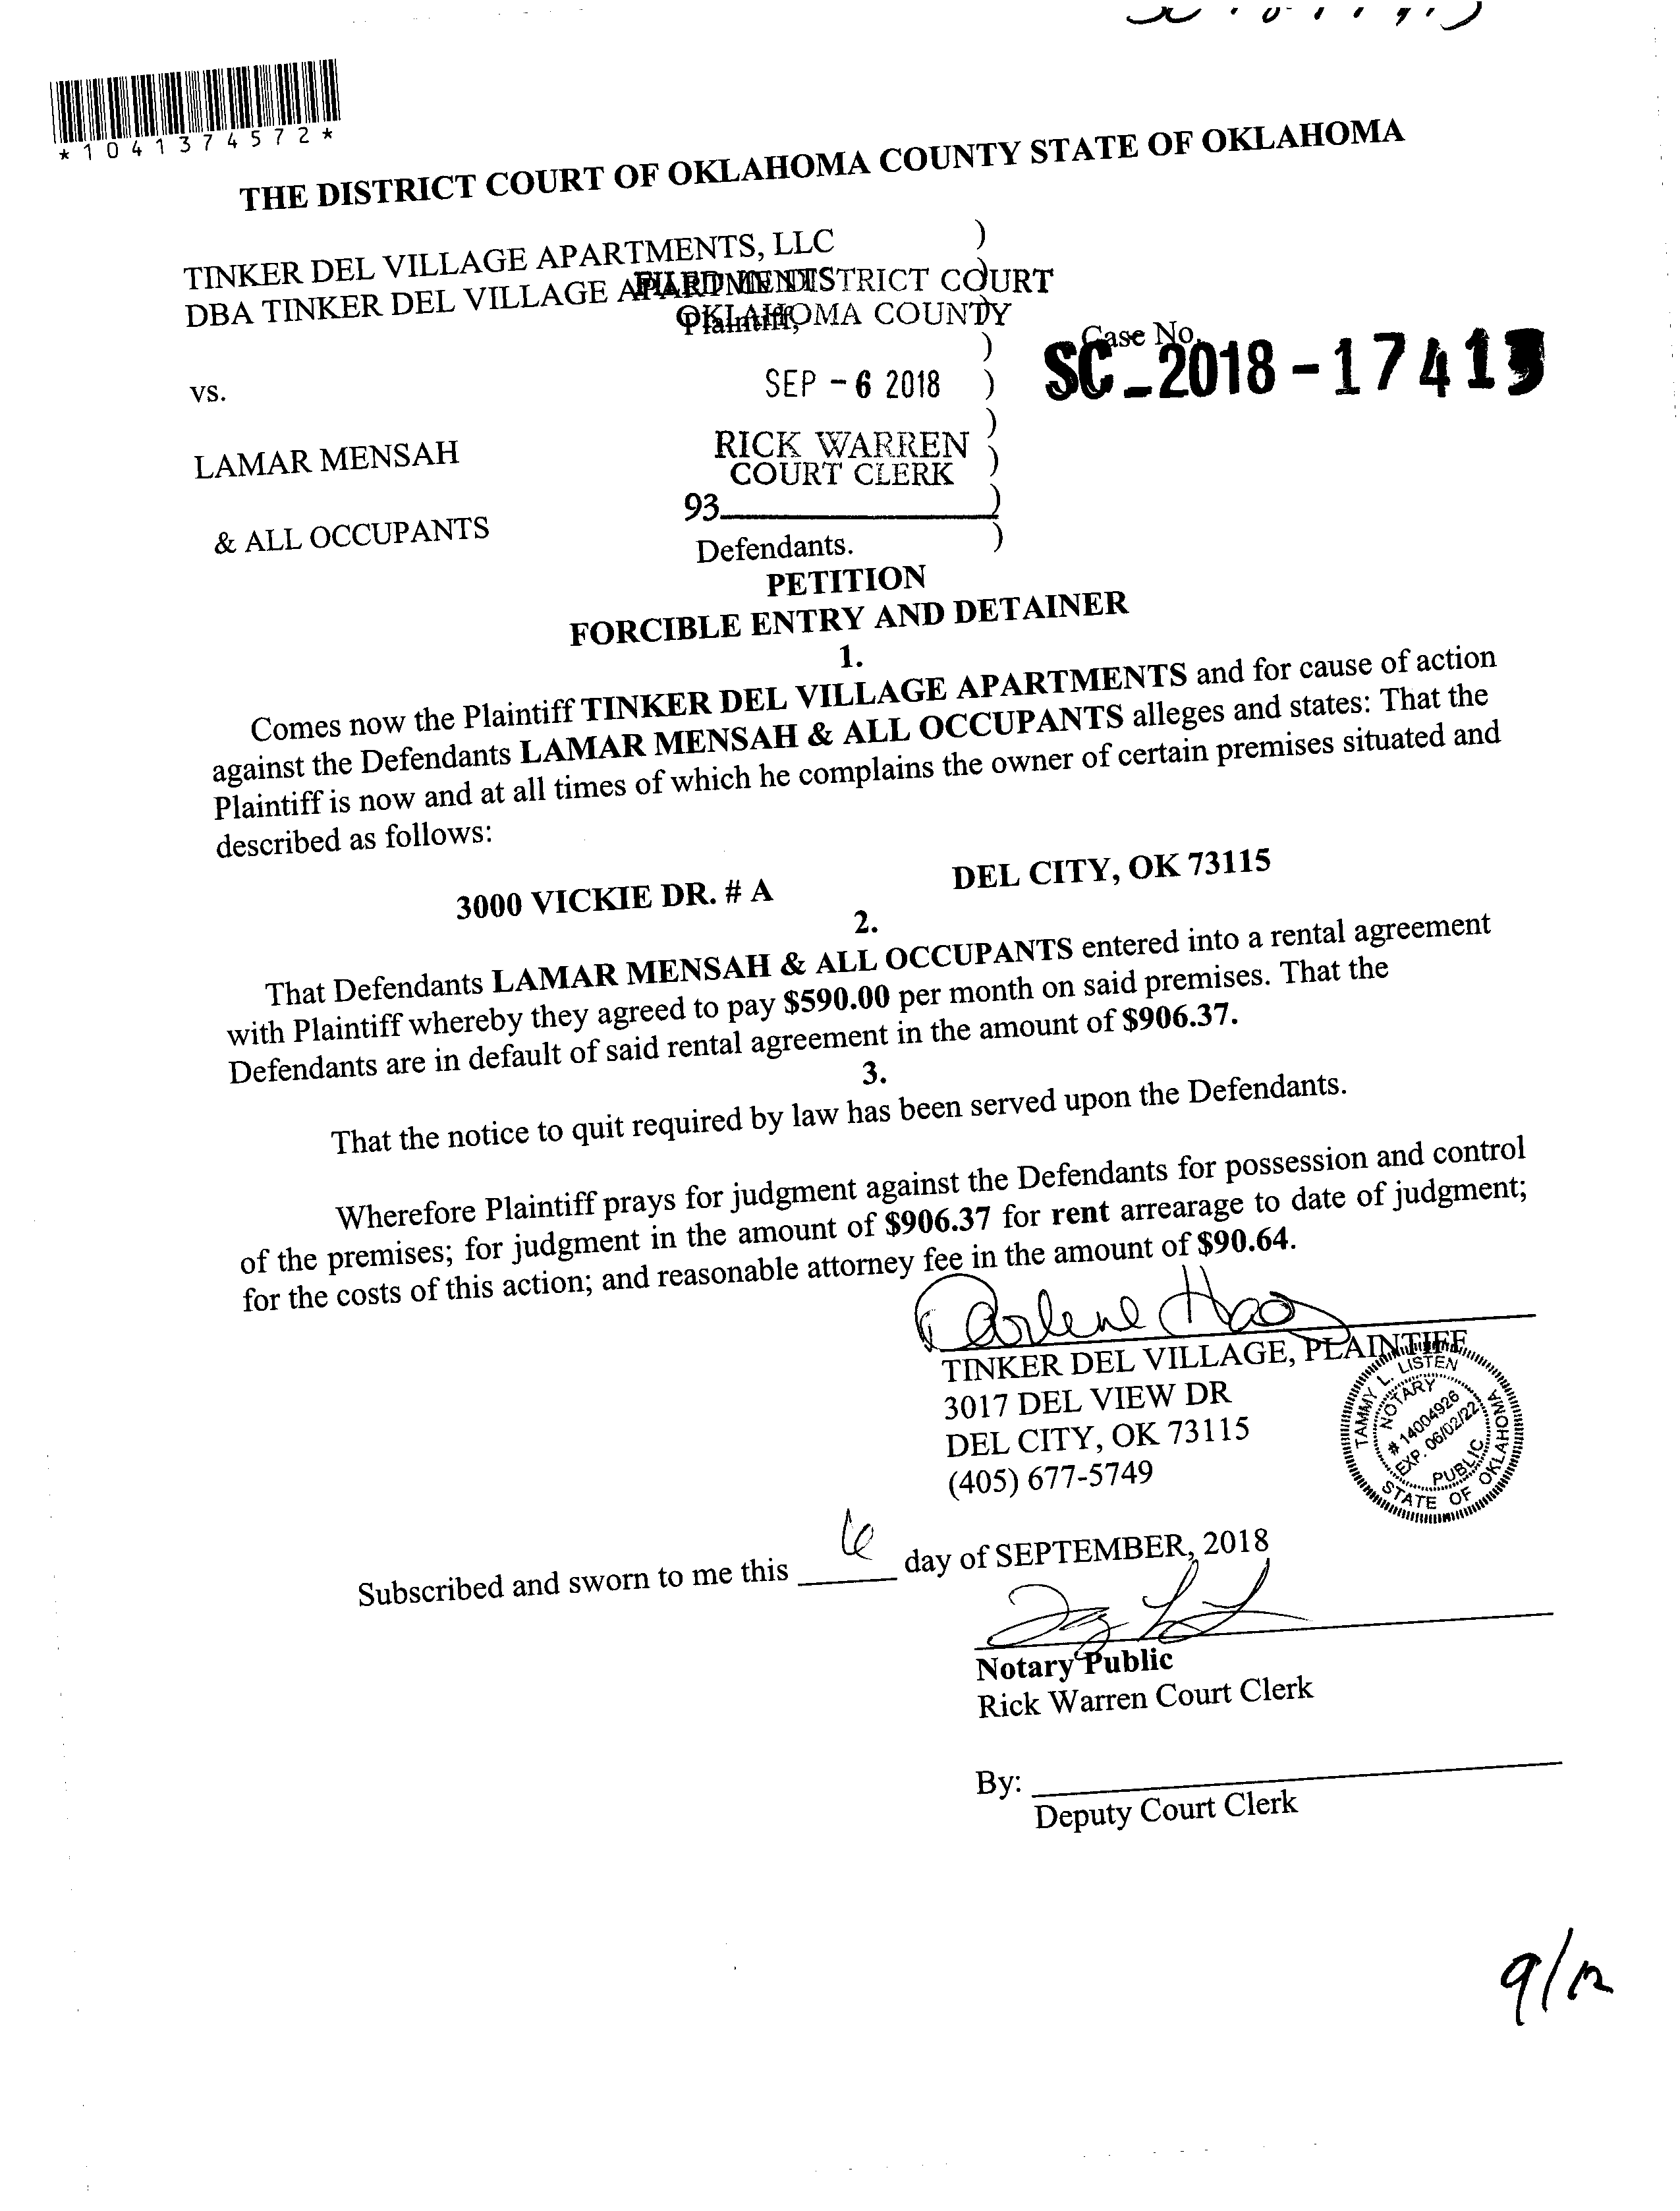 *1041374572*
THE DISTRICT COURT OF OKLAHOMA COUNTY STATE OF OKLAHOMA
TINKER DEL VILLAGE APARTMENTS, LLC )
DBA TINKER DEL VILLAGE APARTMENTS )
FILED IN DISTRICT COURT
OKLAHOMA COUNTY
Plaintiff, )
) Case No.
SC-2018-1741
vs. SEP -6 2018 )
)
LAMAR MENSAH RICK WARREN )
COURT CLERK
93 )
& ALL OCCUPANTS Defendants. )
PETITION
FORCIBLE ENTRY AND DETAINER
1.
Comes now the Plaintiff TINKER DEL VILLAGE APARTMENTS and for cause of action
against the Defendants LAMAR MENSAH & ALL OCCUPANTS alleges and states: That the
Plaintiff is now and at all times of which he complains the owner of certain premises situated and
described as follows:
3000 VICKIE DR. # A DEL CITY, OK 73115
2.
That Defendants LAMAR MENSAH & ALL OCCUPANTS entered into a rental agreement
with Plaintiff whereby they agreed to pay $590.00 per month on said premises. That the
Defendants are in default of said rental agreement in the amount of $906.37.
3.
That the notice to quit required by law has been served upon the Defendants.
Wherefore Plaintiff prays for judgment against the Defendants for possession and control
of the premises; for judgment in the amount of $906.37 for rent arrearage to date of judgment;
for the costs of this action; and reasonable attorney fee in the amount of $90.64.
Darlene Haas
TINKER DEL VILLAGE, PLAINTIFF
3017 DEL VIEW DR
DEL CITY, OK 73115
(405) 677-5749
TAMMY L. LISTEN
NOTARY
# 14004926
EXP. 06/02/22
PUBLIC
STATE OF OKLAHOMA
Subscribed and sworn to me this 6 day of SEPTEMBER, 2018
Notary Public
Rick Warren Court Clerk
By:
Deputy Court Clerk
9/12